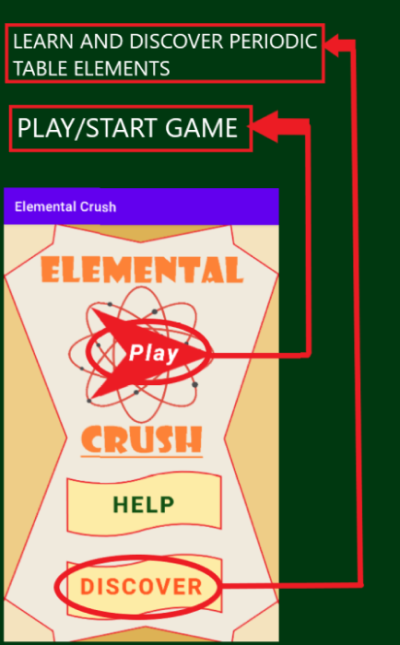 LEARN AND DISCOVER PERIODIC
TABLE ELEMENTS
PLAY/START GAME
Elemental Crush
ELEMENTAL
Play
CRUSH
HELP
DISCOVER